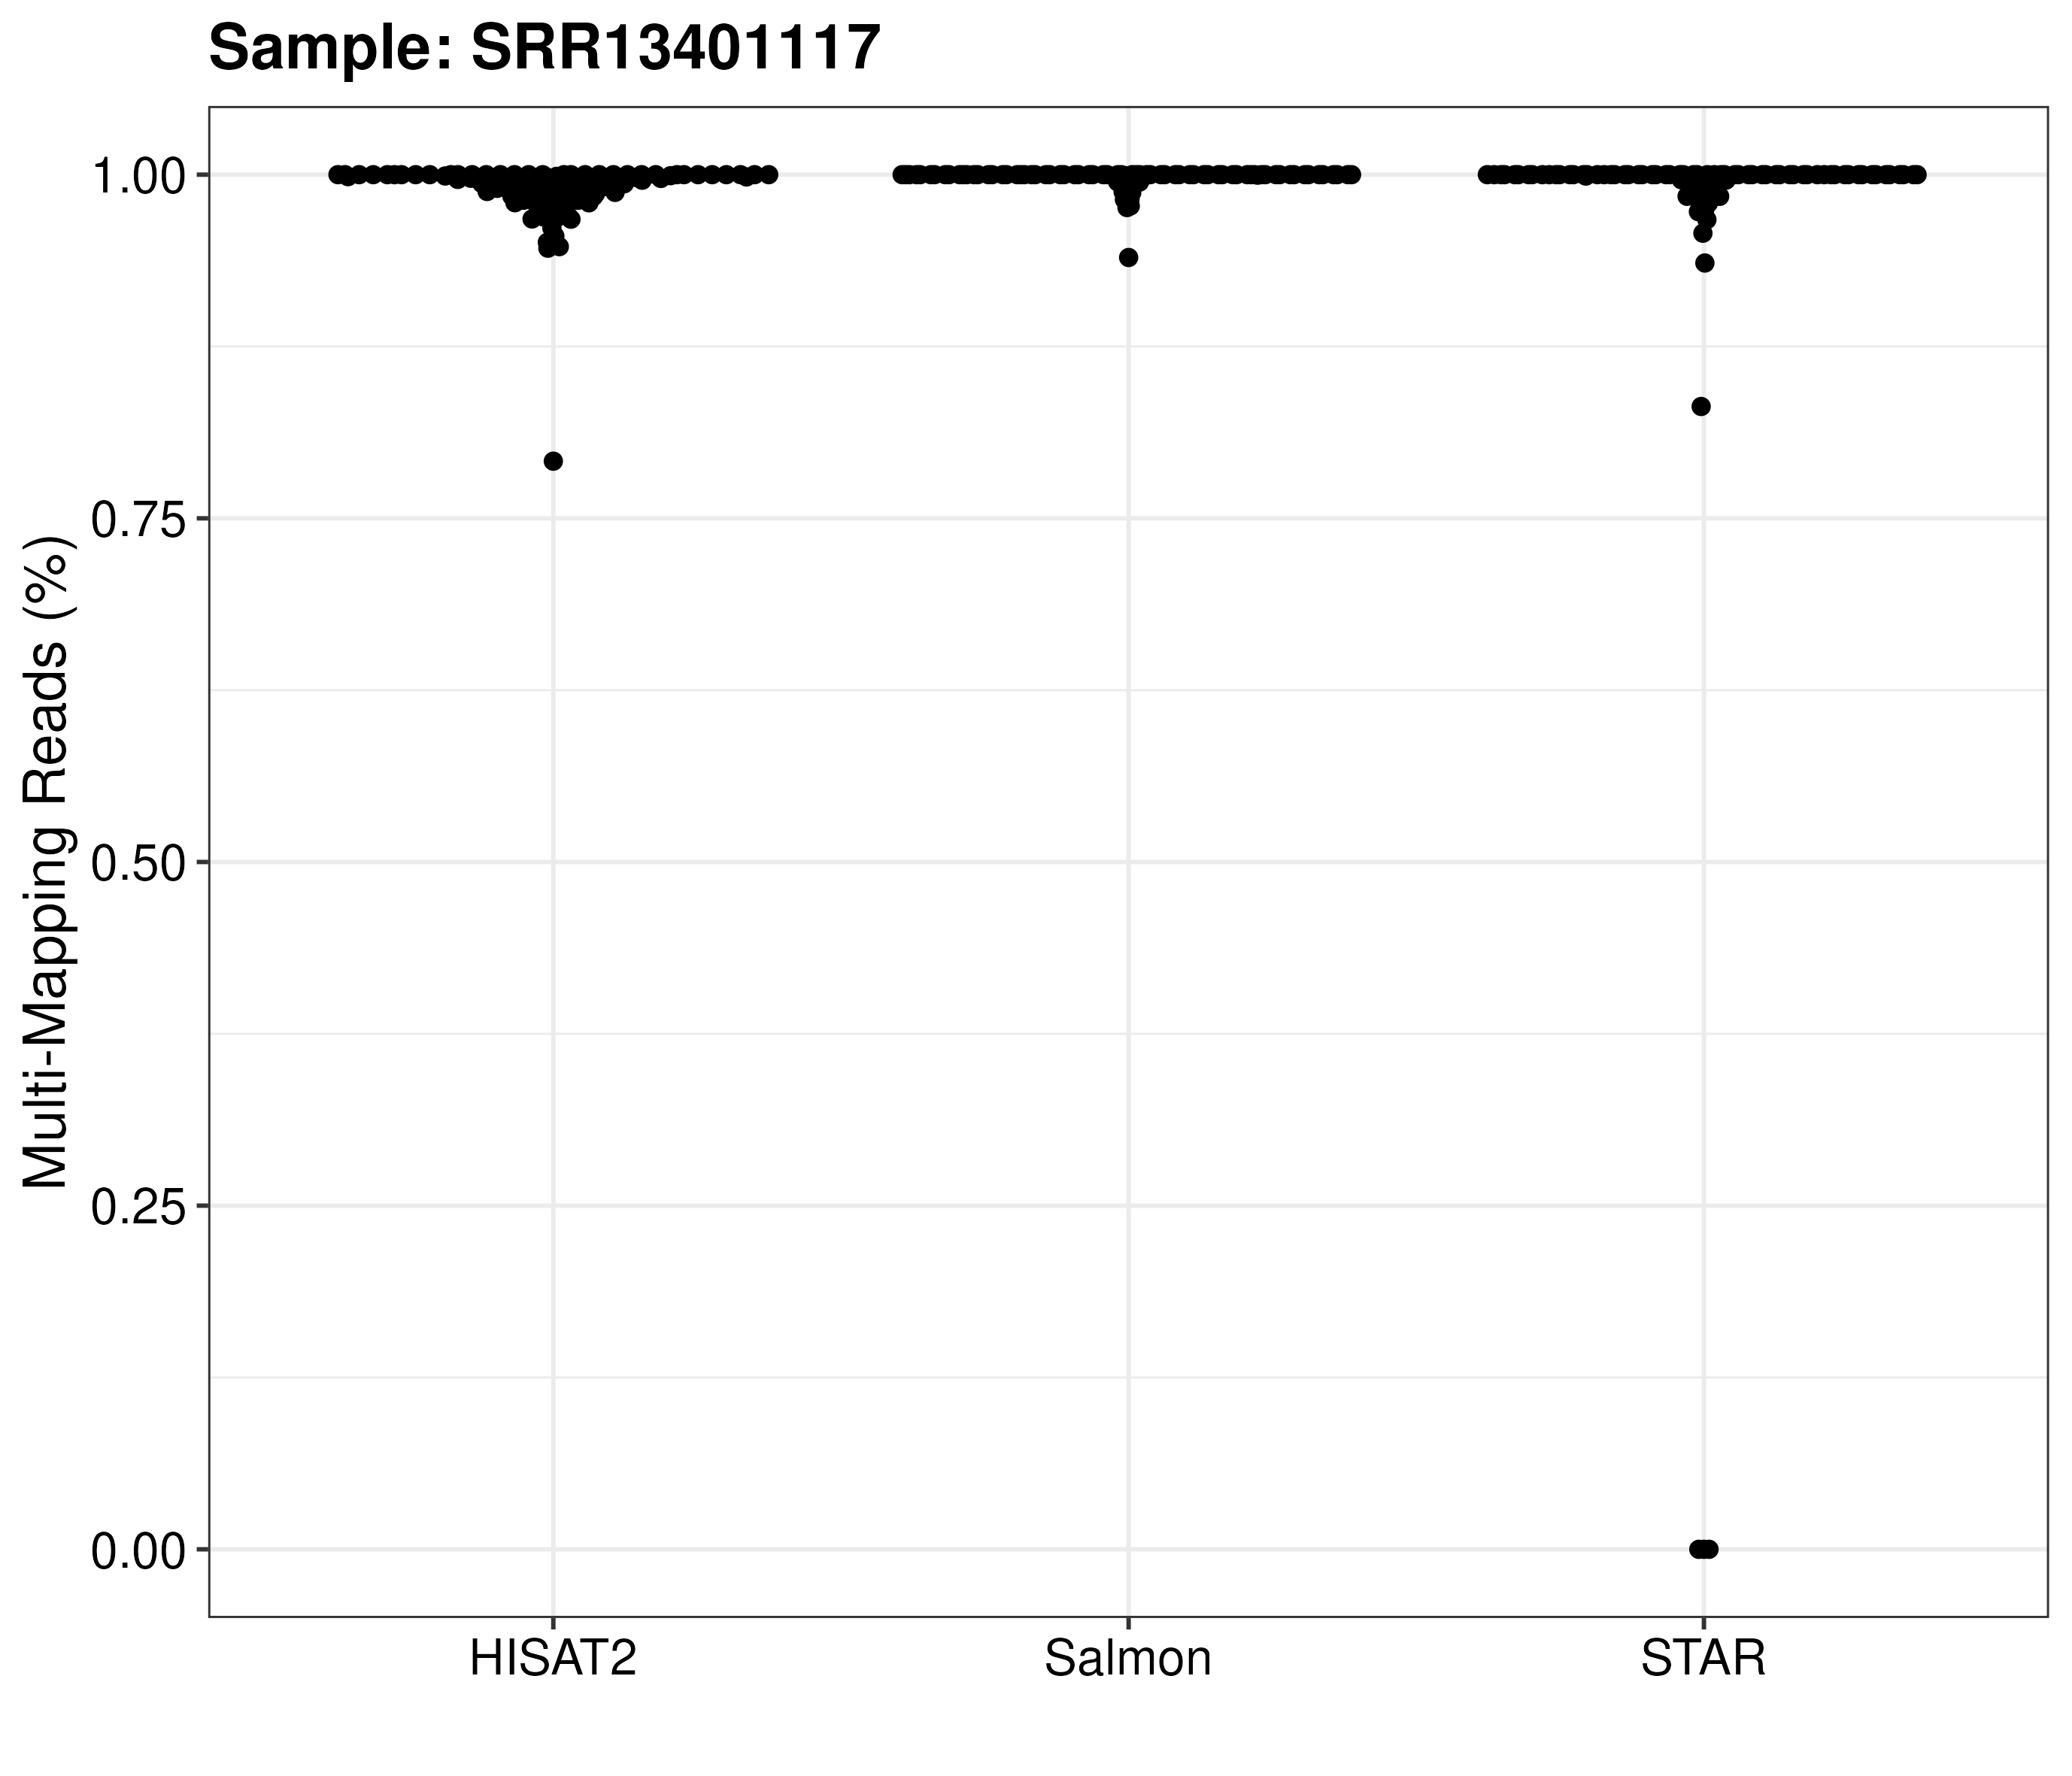 Sample: SRR13401117
Multi-Mapping Reads (%)
1.00
0.75
0.50
0.25
0.00
HISAT2
Salmon
STAR